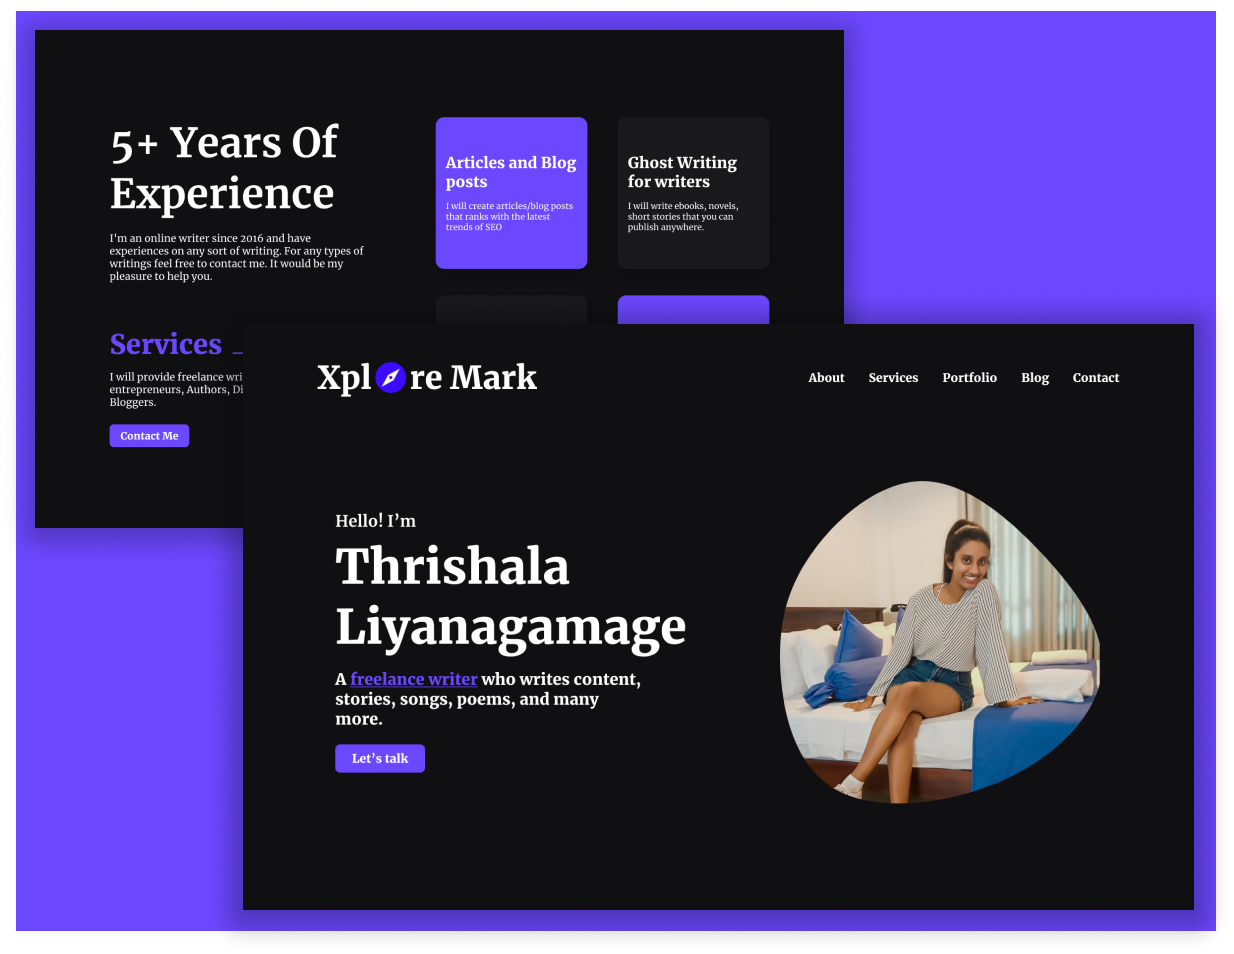 5+ Years Of
Experience
I'm an online writer since 2016 and have
experiences on any sort of writing. For any types of
writings feel free to contact me. It would be my
pleasure to help you.
Services
I will provide freelance wri
entrepreneurs, Authors, Di
Bloggers.
Contact Me
Articles and Blog
posts
I will create articles/blog posts
that ranks with the latest
trends of SEO
Ghost Writing
for writers
I will write ebooks, novels,
short stories that you can
publish anywhere.
Xplore Mark
About Services Portfolio Blog Contact
Hello! I’m
Thrishala
Liyanagamage
A freelance writer who writes content,
stories, songs, poems, and many
more.
Let’s talk